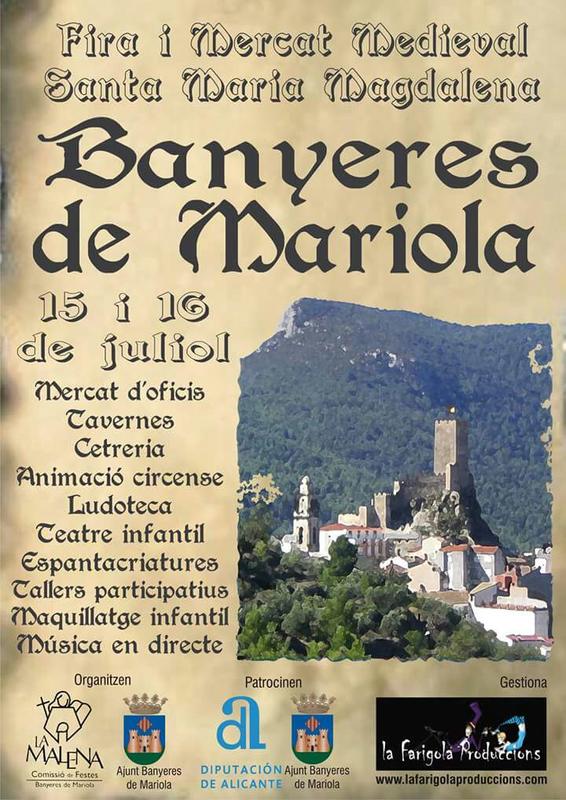 Fira i Mercat Medieval
Santa Maria Magdalena
Banyeres
de Mariola
15 i 16
de juliol
Mercat d'oficis
Tavernes
Cetreria
Animació circense
Ludoteca
Teatre infantil
Espantacriatures
Tallers participatius
Maquillatge infantil
Música en directe
Organitzen
Patrocinen
Gestiona
LA MALENA
Comissió de Festes
Banyeres de Mariola
Ajunt Banyeres
de Mariola
DIPUTACIÓN
DE ALICANTE
Ajunt Banyeres
de Mariola
la Farigola Produccions
www.lafarigolaproduccions.com